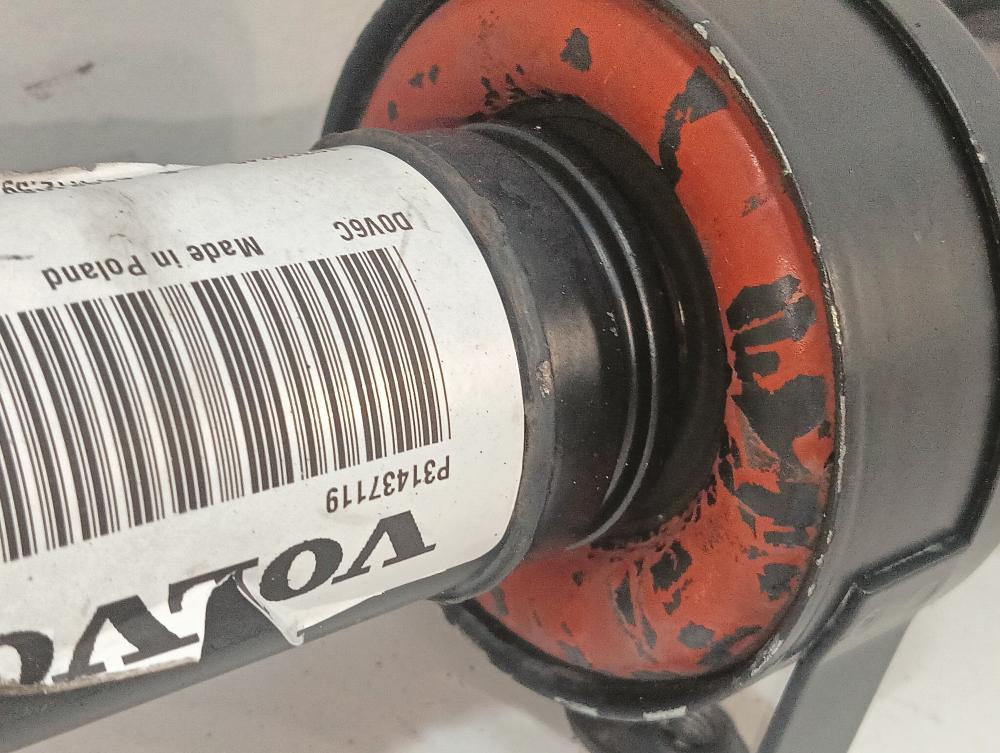 VOLVO
P31437119
D0V6C Made in Poland